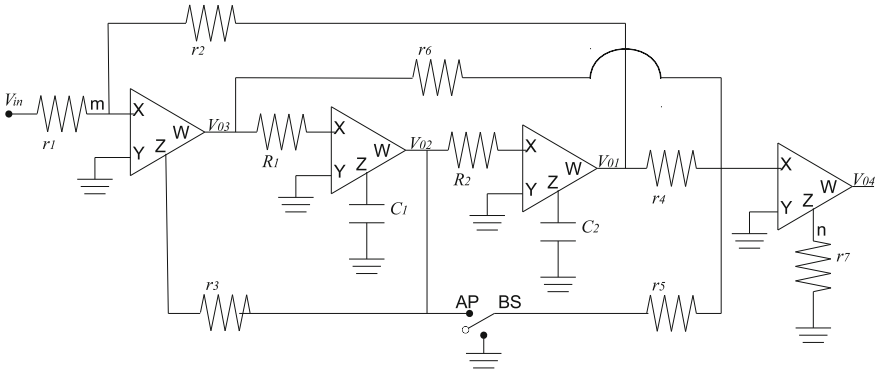 r2
r6
Vin
m
X
W
Z
Y
r1
V03
R1
X
W
Z
Y
V02
R2
X
W
Z
Y
V01
r4
X
W
Z
Y
V04
C1
C2
n
r7
r3
AP
BS
r5